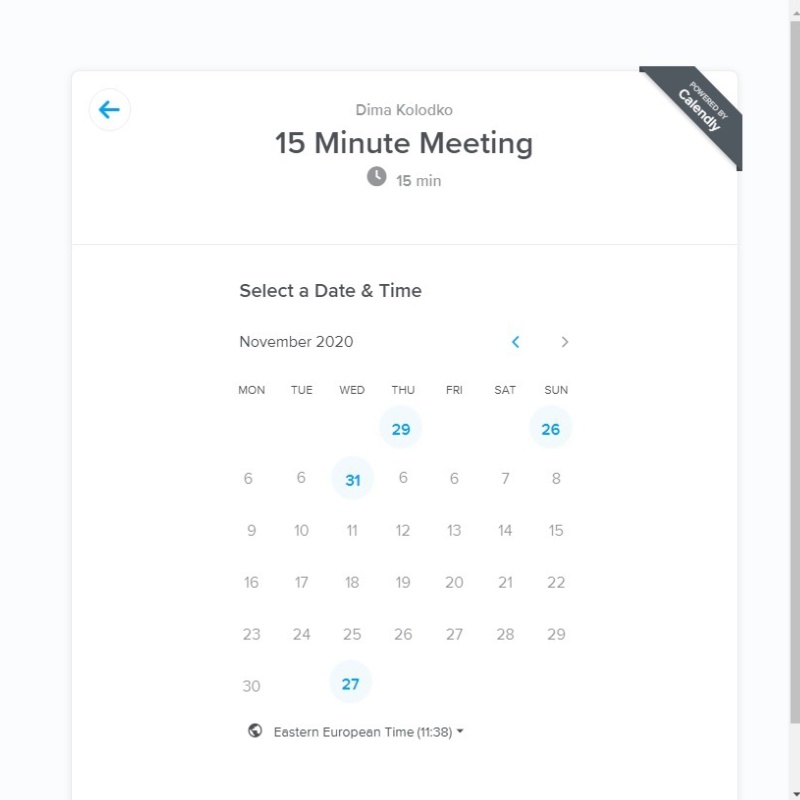 POWERED BY
Calendly
Dima Kolodko
15 Minute Meeting
15 min
Select a Date & Time
November 2020
MON TUE WED THU FRI SAT SUN
29 26
6 6 31 6 6 7 8
9 10 11 12 13 14 15
16 17 18 19 20 21 22
23 24 25 26 27 28 29
30 27
Eastern European Time (11:38)